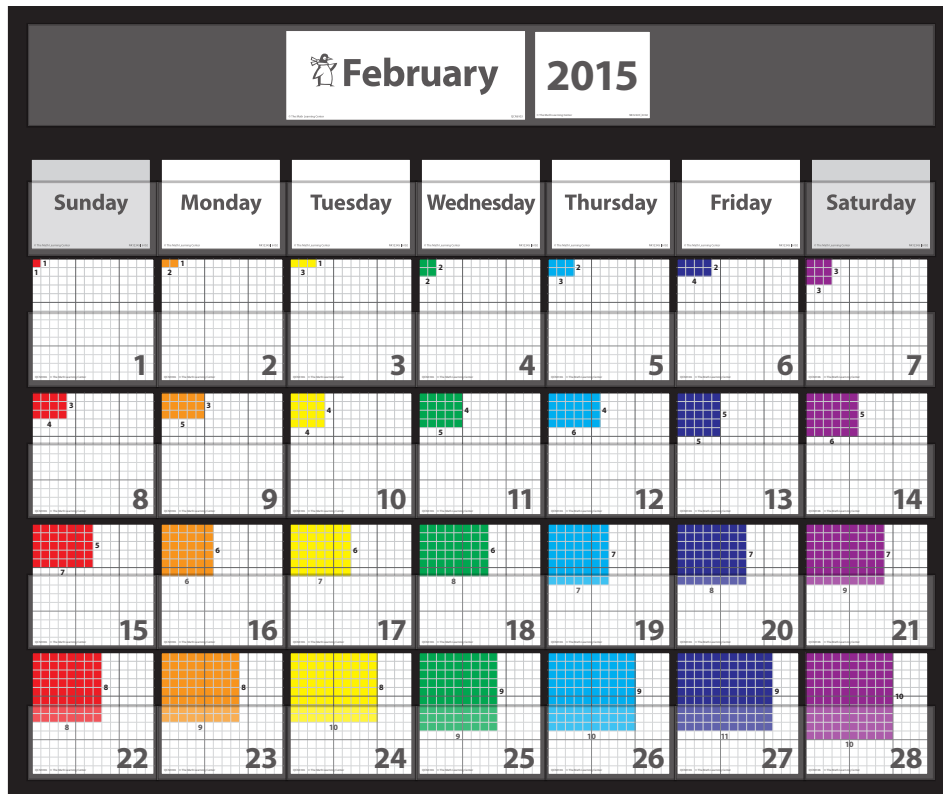 February 2015
Sunday Monday Tuesday Wednesday Thursday Friday Saturday
1 1 1 2 2 2 3
1 2 3 2 3 4 3
1 2 3 4 5 6 7
3 3 4 4 4 5 5
4 5 4 5 6 5 6
8 9 10 11 12 13 14
5 6 6 6 7 7 7
7 6 7 8 7 8 9
15 16 17 18 19 20 21
8 8 8 9 9 9 10
8 9 10 9 10 11 10
22 23 24 25 26 27 28